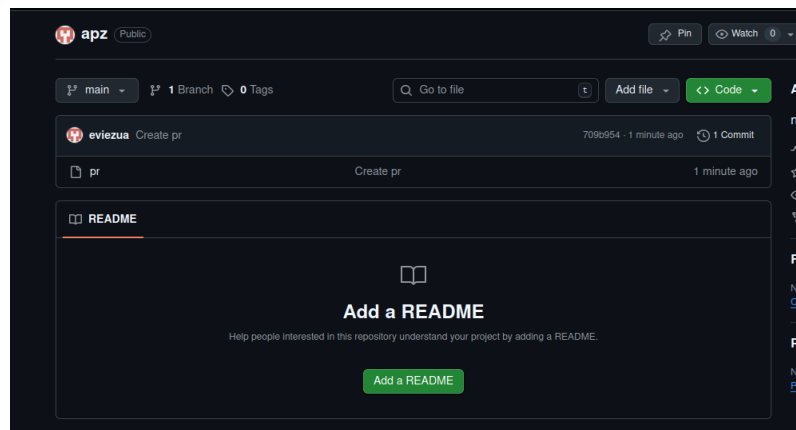 apz Public Pin Watch 0
main 1 Branch 0 Tags Go to file t Add file Code
eviezua Create pr 709b954 · 1 minute ago 1 Commit
pr Create pr 1 minute ago
README
Add a README
Help people interested in this repository understand your project by adding a README.
Add a README